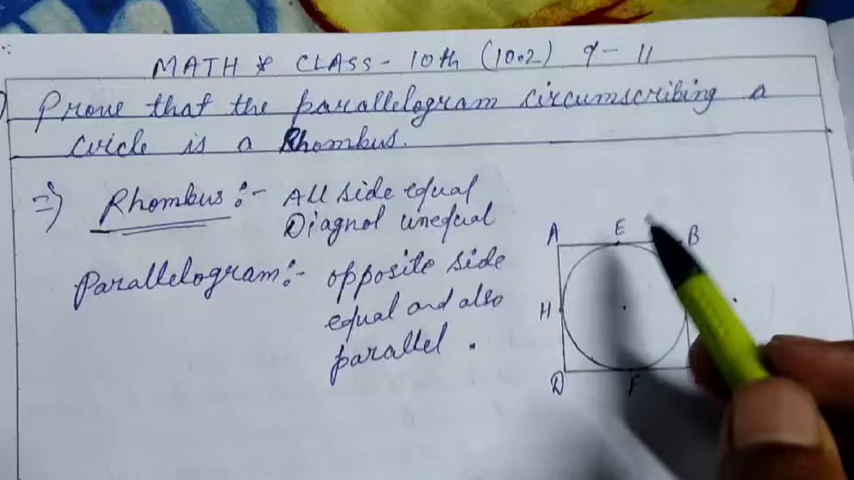 MATH * CLASS - 10th (10.2) 9 - 11
Prove that the parallelogram circumscribing a
circle is a Rhombus.
=) Rhombus :- All side equal
Diagnol unequal
Parallelogram :- opposite side
equal and also
parallel .
A E B
H
D F